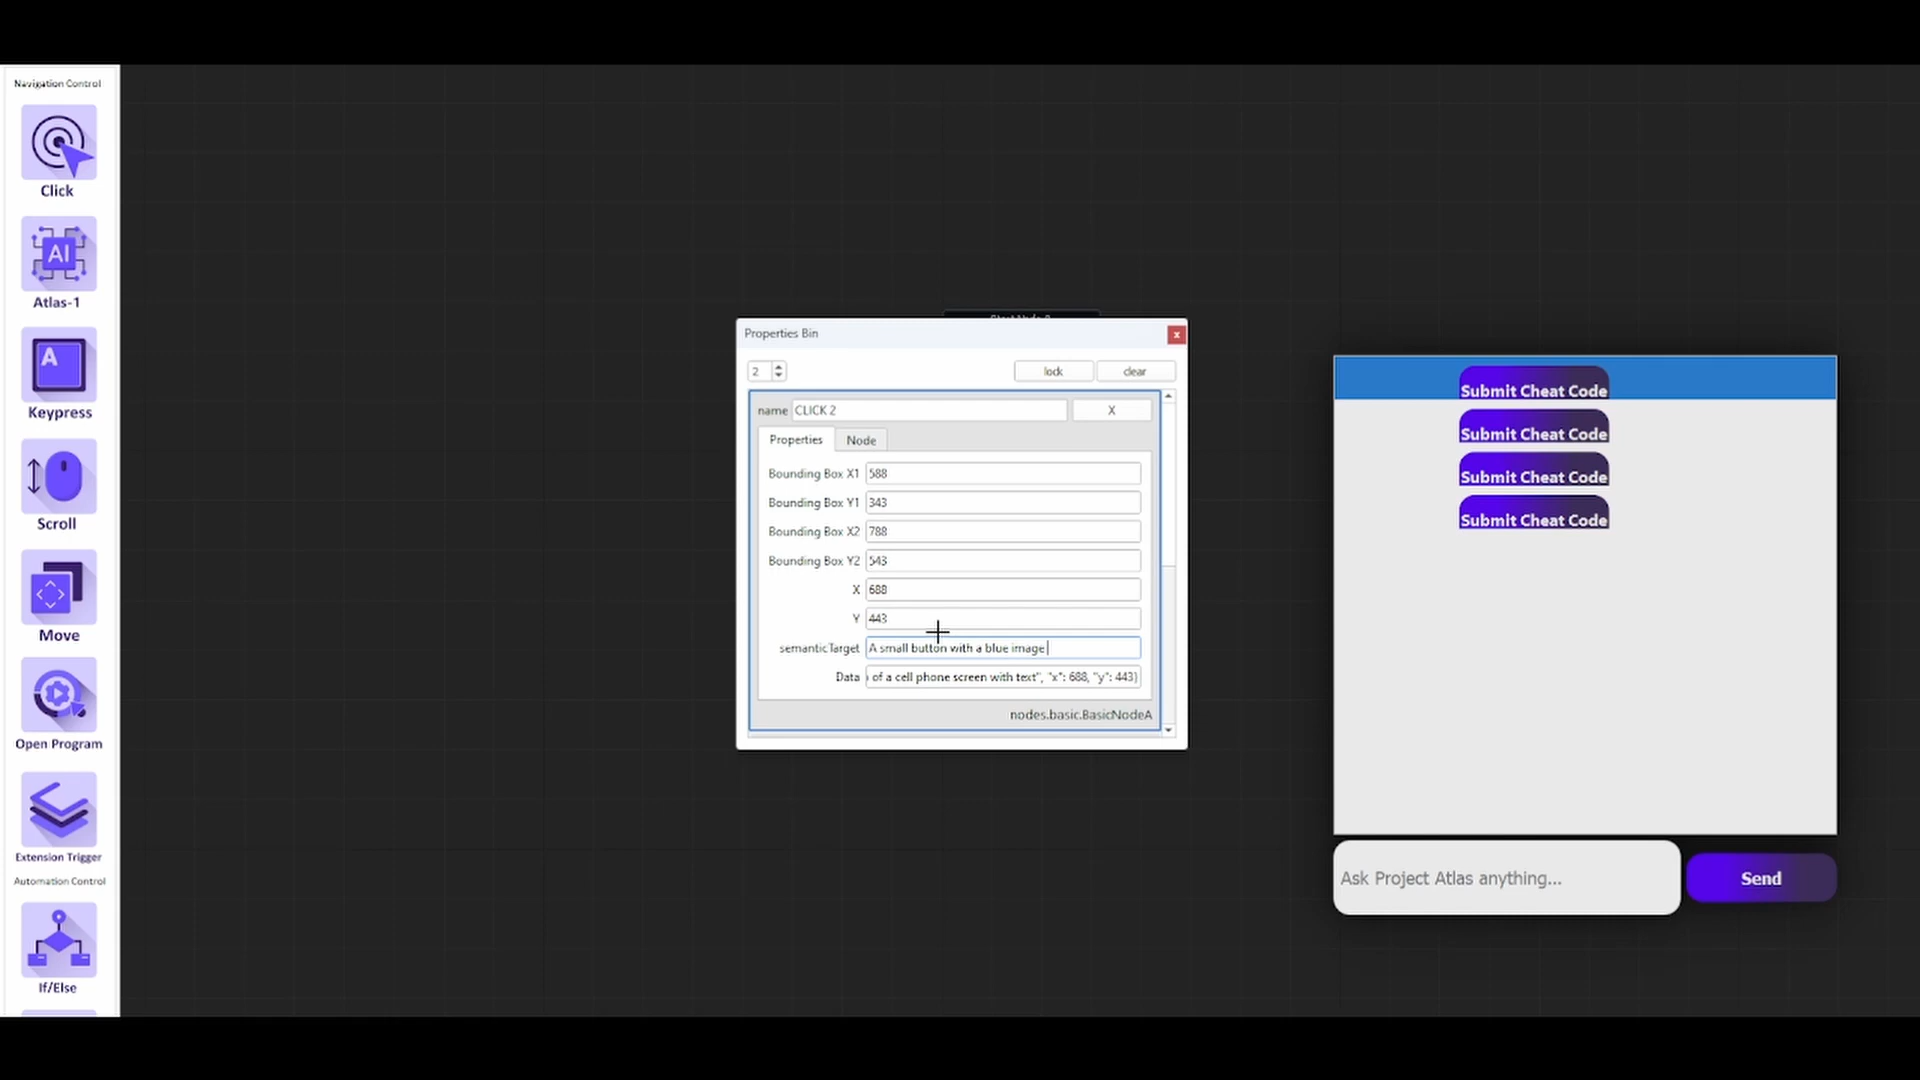 Navigation Control
Click
AI
Atlas-1
A
Keypress
Scroll
Move
Open Program
Extension Trigger
Automation Control
If/Else
Properties Bin
x
2
lock
clear
name CLICK 2
X
Properties
Node
Bounding Box X1 588
Bounding Box Y1 343
Bounding Box X2 788
Bounding Box Y2 543
X 688
Y 443
semanticTarget A small button with a blue image
Data of a cell phone screen with text", "x": 688, "y": 443}
nodes.basic.BasicNodeA
Submit Cheat Code
Submit Cheat Code
Submit Cheat Code
Submit Cheat Code
Ask Project Atlas anything...
Send